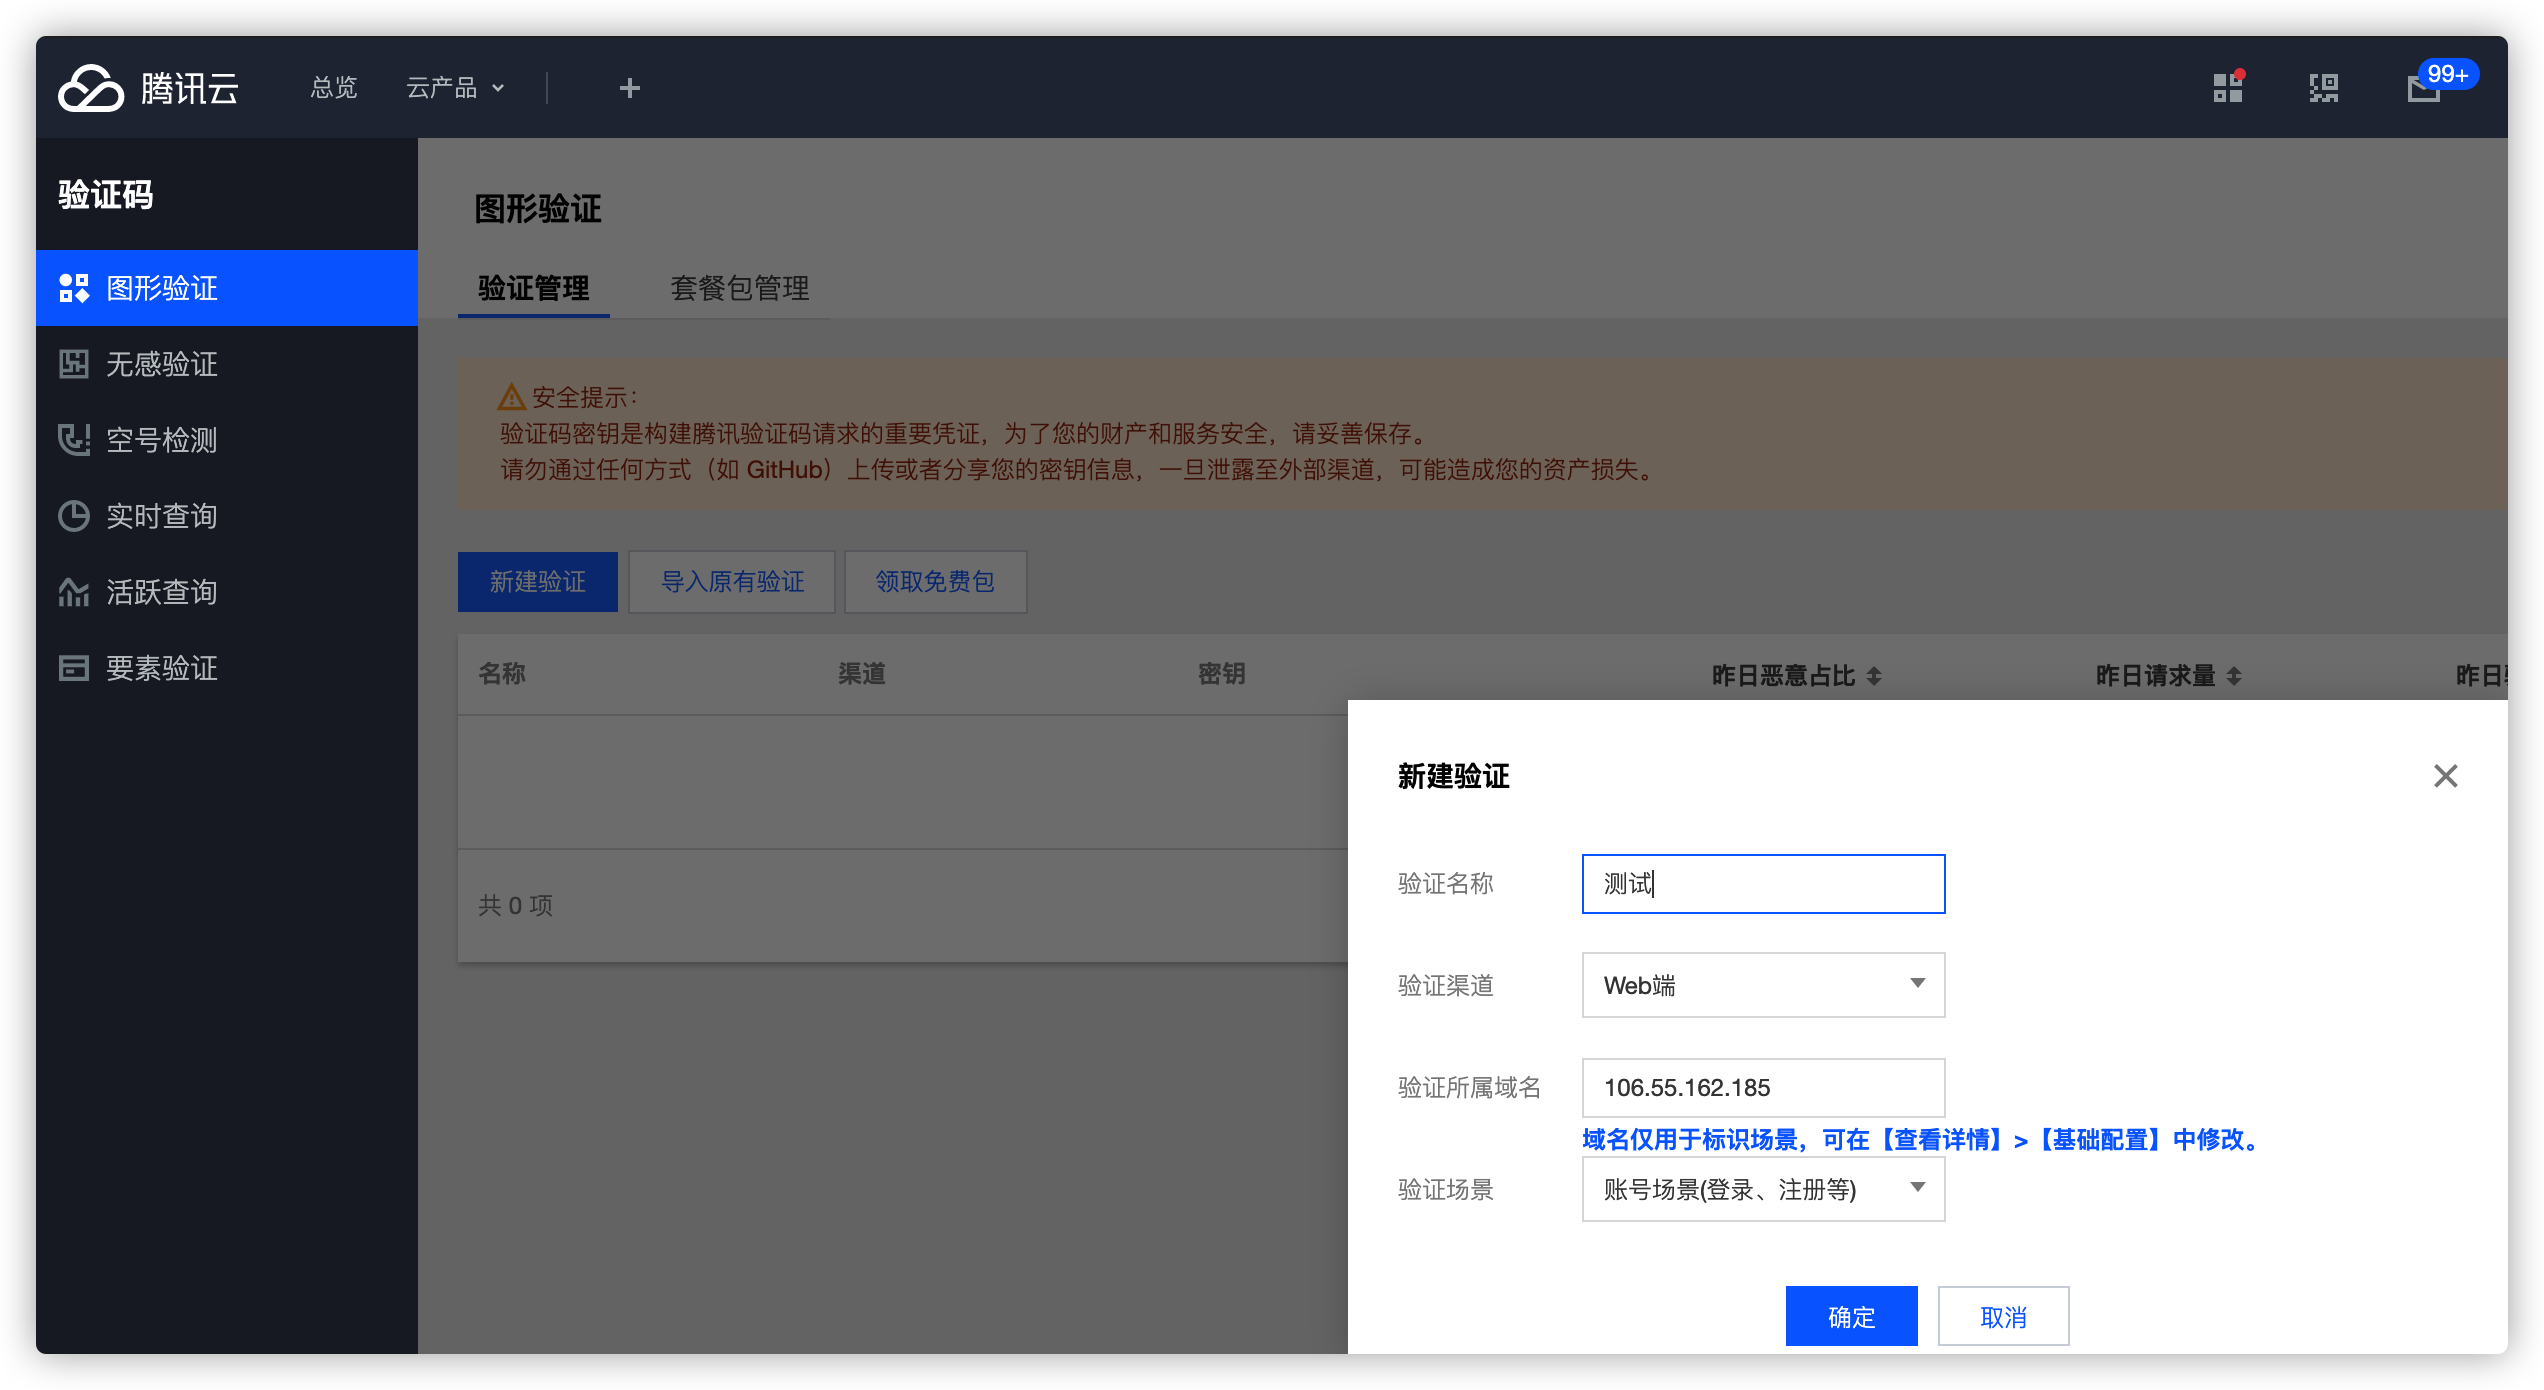 腾讯云
总览
云产品
99+
验证码
图形验证
无感验证
空号检测
实时查询
活跃查询
要素验证
图形验证
验证管理
套餐包管理
安全提示：
验证码密钥是构建腾讯验证码请求的重要凭证，为了您的财产和服务安全，请妥善保存。
请勿通过任何方式（如 GitHub）上传或者分享您的密钥信息，一旦泄露至外部渠道，可能造成您的资产损失。
新建验证
导入原有验证
领取免费包
名称
渠道
密钥
昨日恶意占比
昨日请求量
昨日
共 0 项
新建验证
验证名称
测试
验证渠道
Web端
验证所属域名
106.55.162.185
域名仅用于标识场景，可在【查看详情】>【基础配置】中修改。
验证场景
账号场景(登录、注册等)
确定
取消